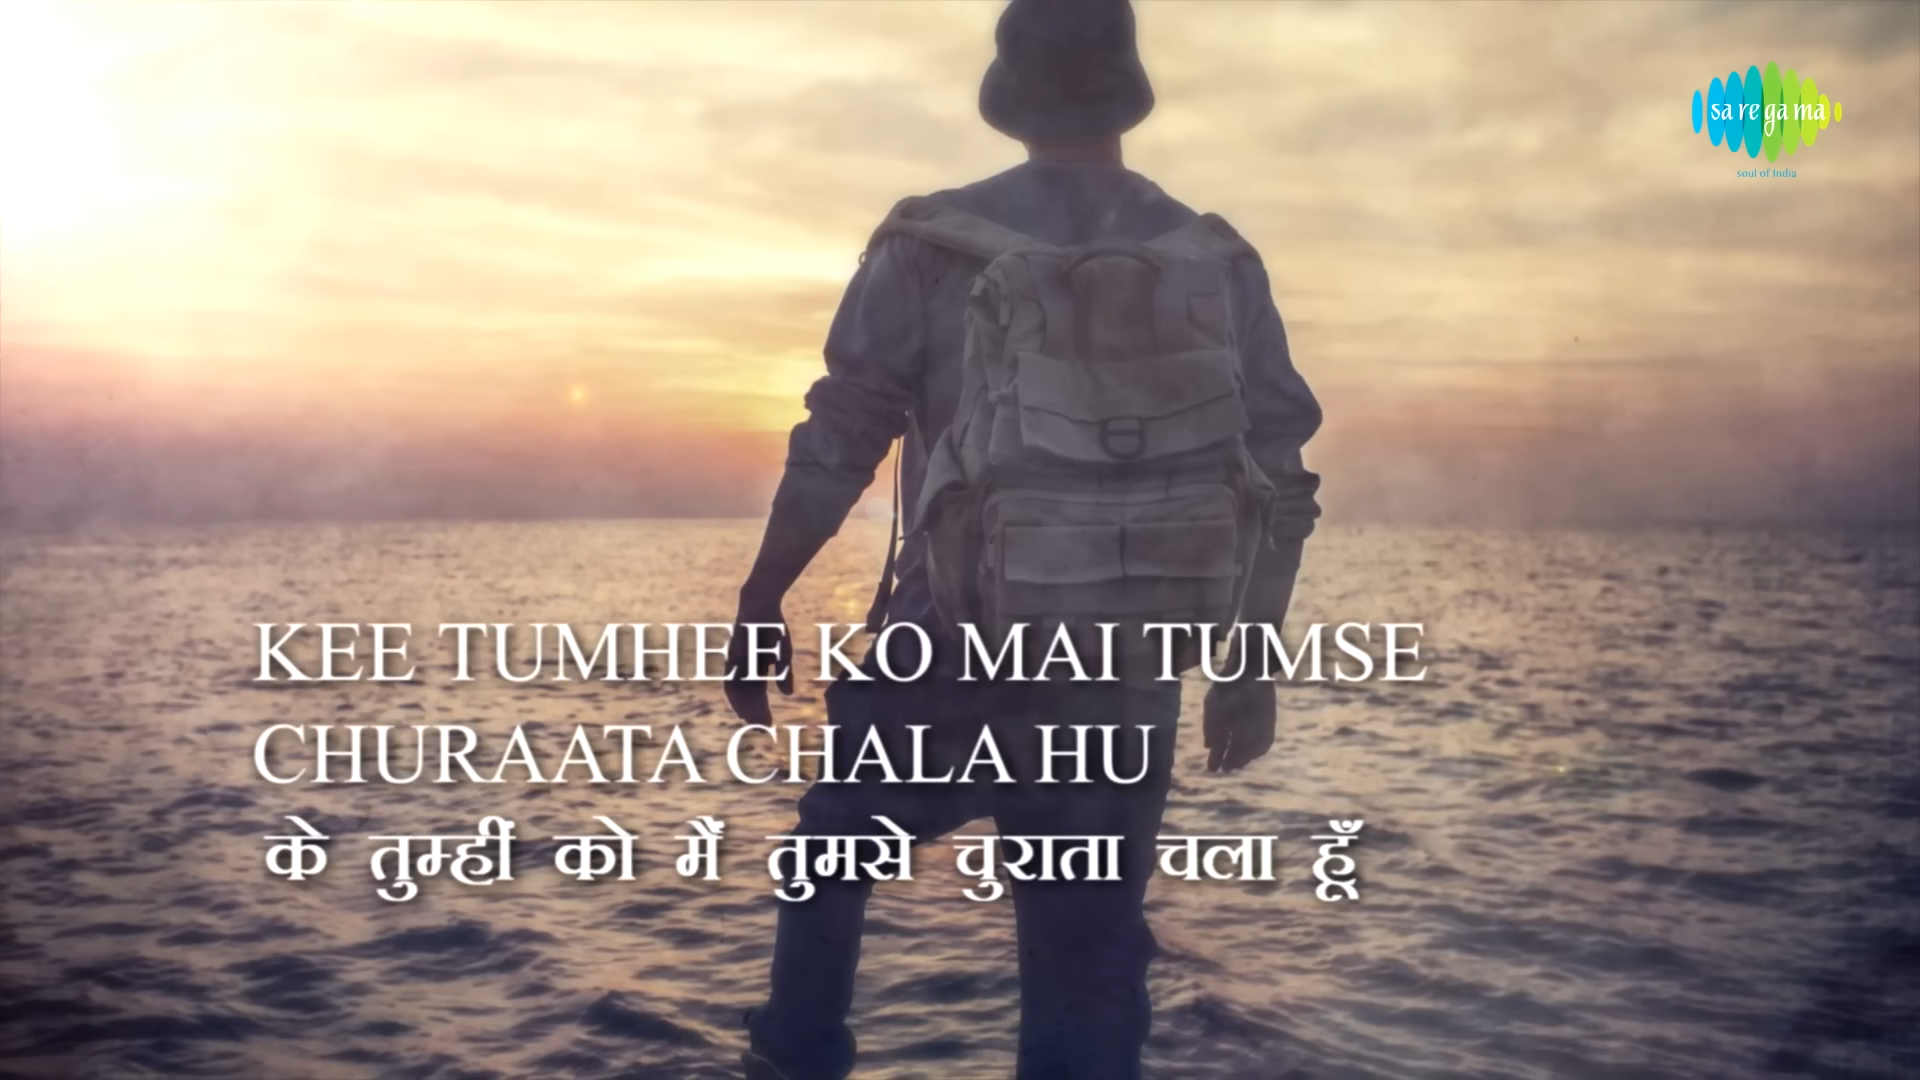 sa re ga ma
soul of India
KEE TUMHEE KO MAI TUMSE
CHURAATA CHALA HU
के तुम्हीं को मैं तुमसे चुराता चला हूँ